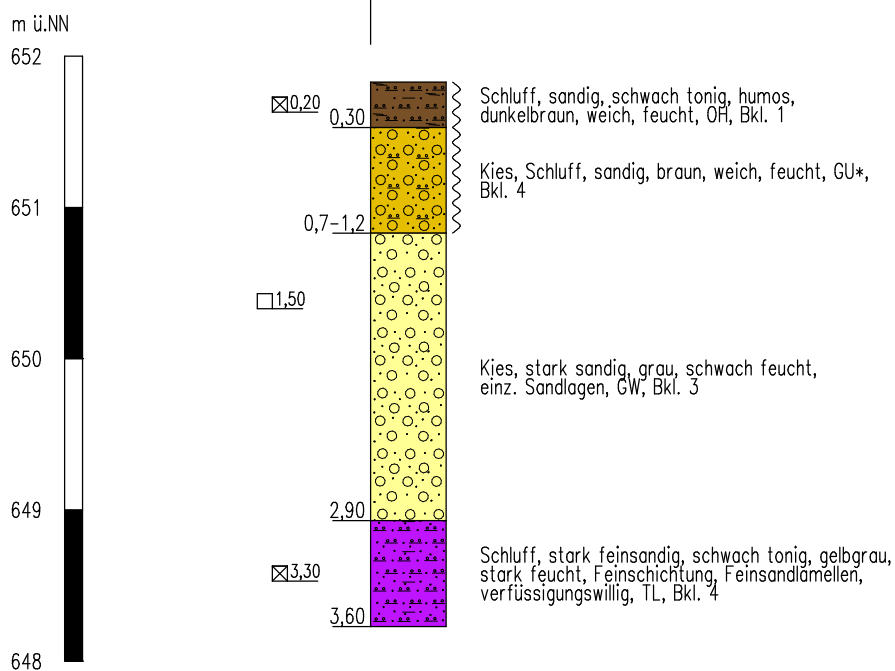 m ü.NN
652
0,20
0,30
Schluff, sandig, schwach tonig, humos,
dunkelbraun, weich, feucht, OH, Bkl. 1
Kies, Schluff, sandig, braun, weich, feucht, GU*,
Bkl. 4
651
0,7-1,2
1,50
650
Kies, stark sandig, grau, schwach feucht,
einz. Sandlagen, GW, Bkl. 3
649
2,90
3,30
Schluff, stark feinsandig, schwach tonig, gelbgrau,
stark feucht, Feinschichtung, Feinsandlamellen,
verfüssigungswillig, TL, Bkl. 4
3,60
648